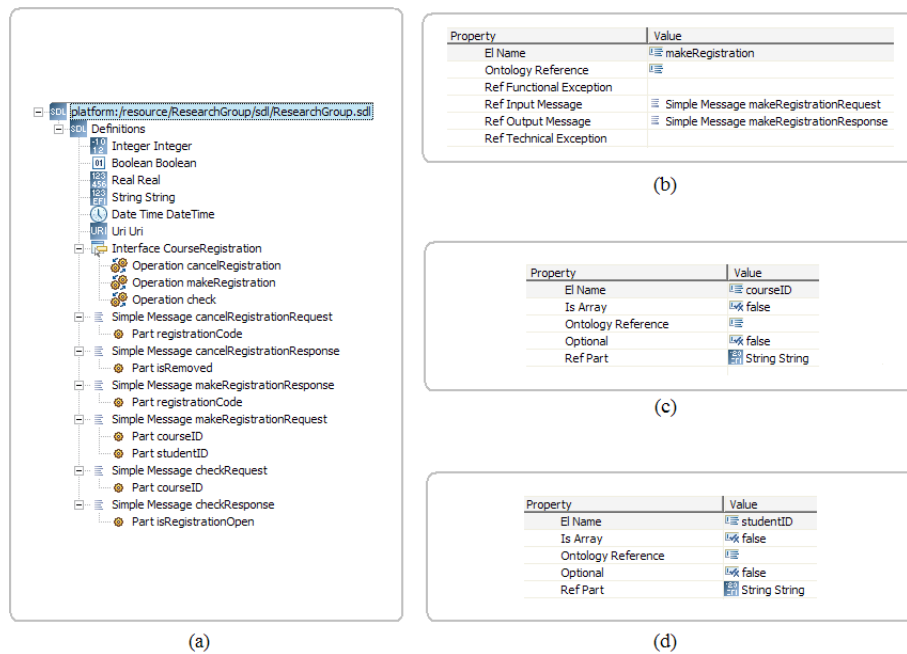 platform:/resource/ResearchGroup/sdl/ResearchGroup.sdl
Definitions
Integer Integer
Boolean Boolean
Real Real
String String
Date Time DateTime
Uri Uri
Interface CourseRegistration
Operation cancelRegistration
Operation makeRegistration
Operation check
Simple Message cancelRegistrationRequest
Part registrationCode
Simple Message cancelRegistrationResponse
Part isRemoved
Simple Message makeRegistrationResponse
Part registrationCode
Simple Message makeRegistrationRequest
Part courseID
Part studentID
Simple Message checkRequest
Part courseID
Simple Message checkResponse
Part isRegistrationOpen
(a)
Property Value
El Name makeRegistration
Ontology Reference
Ref Functional Exception
Ref Input Message Simple Message makeRegistrationRequest
Ref Output Message Simple Message makeRegistrationResponse
Ref Technical Exception
(b)
Property Value
El Name courseID
Is Array false
Ontology Reference
Optional false
Ref Part String String
(c)
Property Value
El Name studentID
Is Array false
Ontology Reference
Optional false
Ref Part String String
(d)